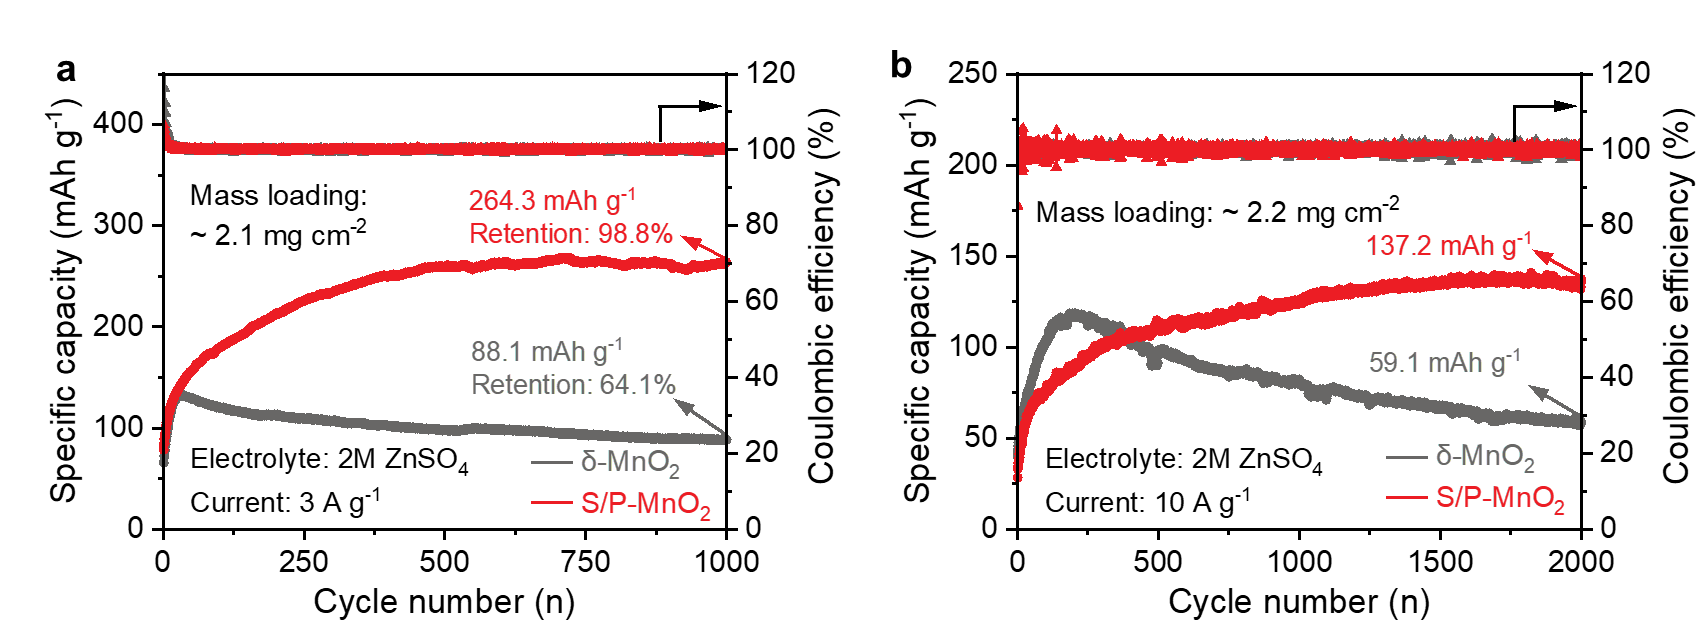 a
Specific capacity (mAh g-1)
400
300
200
100
0
120
100
80
60
40
20
0
Coulombic efficiency (%)
Mass loading:
~ 2.1 mg cm-2
264.3 mAh g-1
Retention: 98.8%
88.1 mAh g-1
Retention: 64.1%
Electrolyte: 2M ZnSO4
Current: 3 A g-1
δ-MnO2
S/P-MnO2
0 250 500 750 1000
Cycle number (n)
b
Specific capacity (mAh g-1)
250
200
150
100
50
0
120
100
80
60
40
20
0
Coulombic efficiency (%)
Mass loading: ~ 2.2 mg cm-2
137.2 mAh g-1
59.1 mAh g-1
Electrolyte: 2M ZnSO4
Current: 10 A g-1
δ-MnO2
S/P-MnO2
0 500 1000 1500 2000
Cycle number (n)